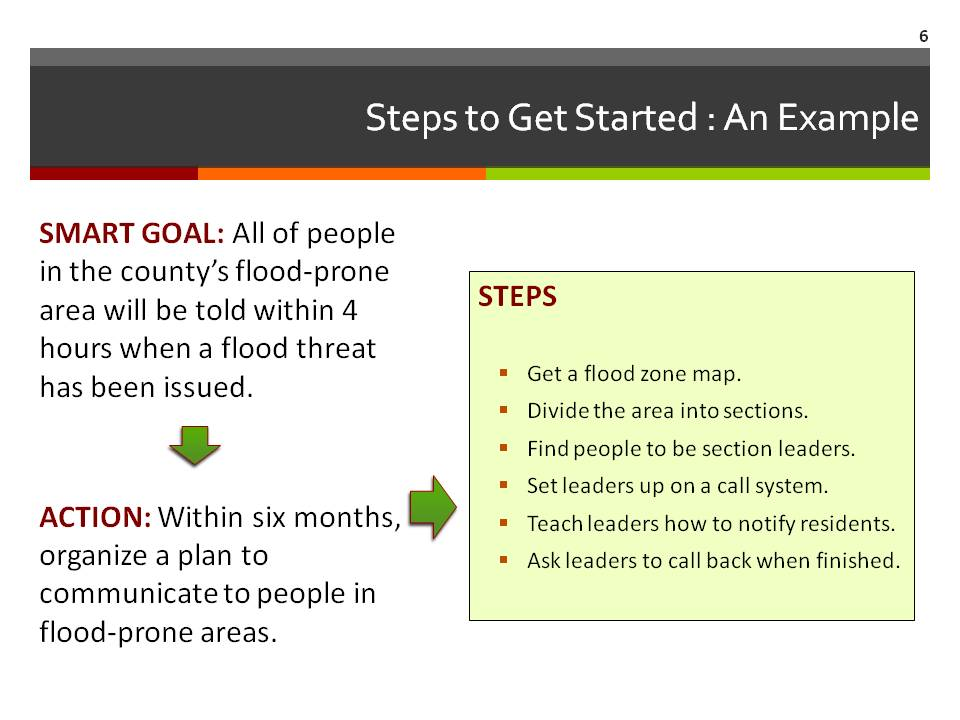 6
Steps to Get Started : An Example
SMART GOAL: All of people
in the county's flood-prone
area will be told within 4
hours when a flood threat
has been issued.
ACTION: Within six months,
organize a plan to
communicate to people in
flood-prone areas.
STEPS
▪ Get a flood zone map.
▪ Divide the area into sections.
▪ Find people to be section leaders.
▪ Set leaders up on a call system.
▪ Teach leaders how to notify residents.
▪ Ask leaders to call back when finished.